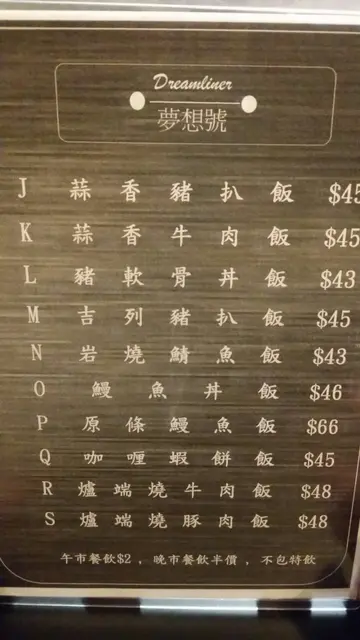 Dreamliner
夢想號
J 蒜香豬扒飯 $45
K 蒜香牛肉飯 $45
L 豬軟骨丼飯 $43
M 吉列豬扒飯 $45
N 岩燒鯖魚飯 $43
O 鰻魚丼飯 $46
P 原條鰻魚飯 $66
Q 咖喱蝦餅飯 $45
R 爐端燒牛肉飯 $48
S 爐端燒豚肉飯 $48
午市餐飲$2 , 晚市餐飲半價 , 不包特飲